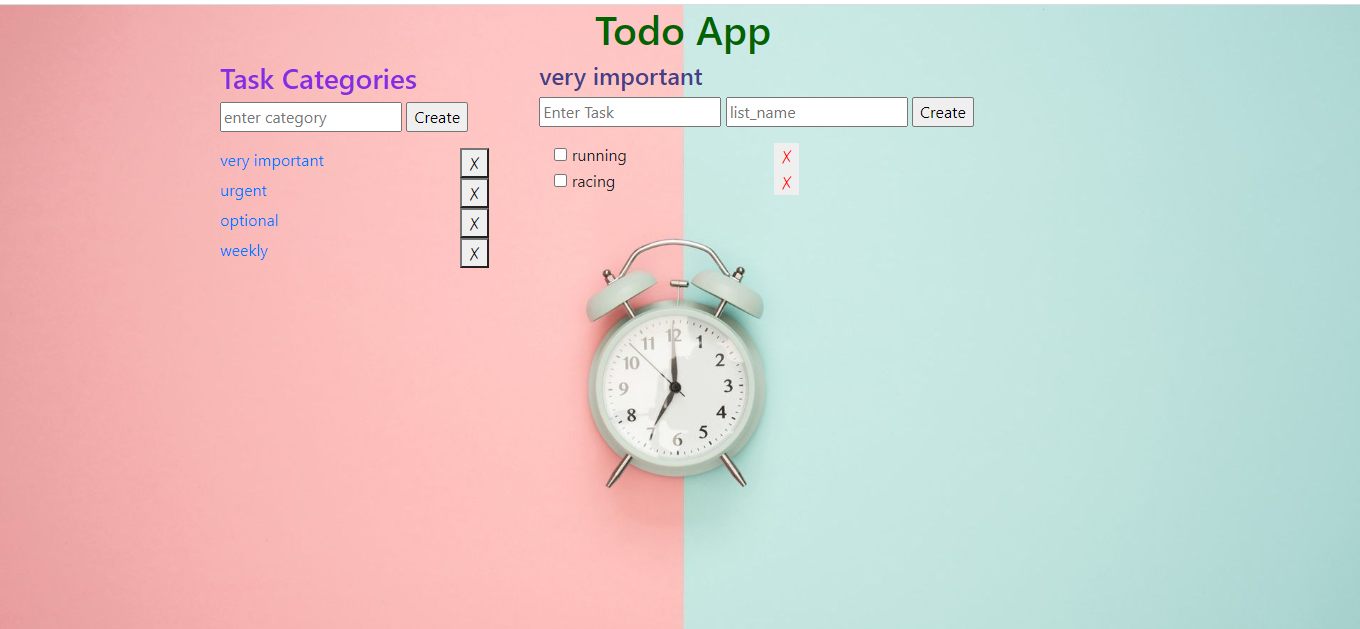 Todo App
Task Categories
enter category Create
very important X
urgent X
optional X
weekly X
very important
Enter Task list_name Create
running X
racing X
12
1
2
3
4
5
6
7
8
9
10
11